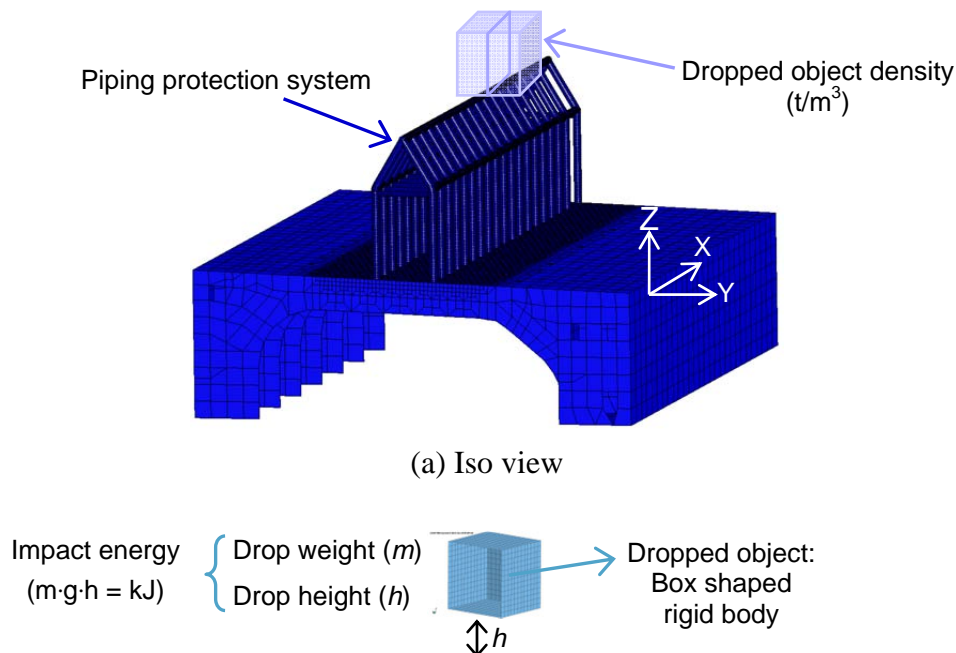 Piping protection system
Dropped object density
(t/m³)
Z
X
Y
(a) Iso view
Impact energy
(m·g·h = kJ)
Drop weight (m)
Drop height (h)
Dropped object:
Box shaped
rigid body
h